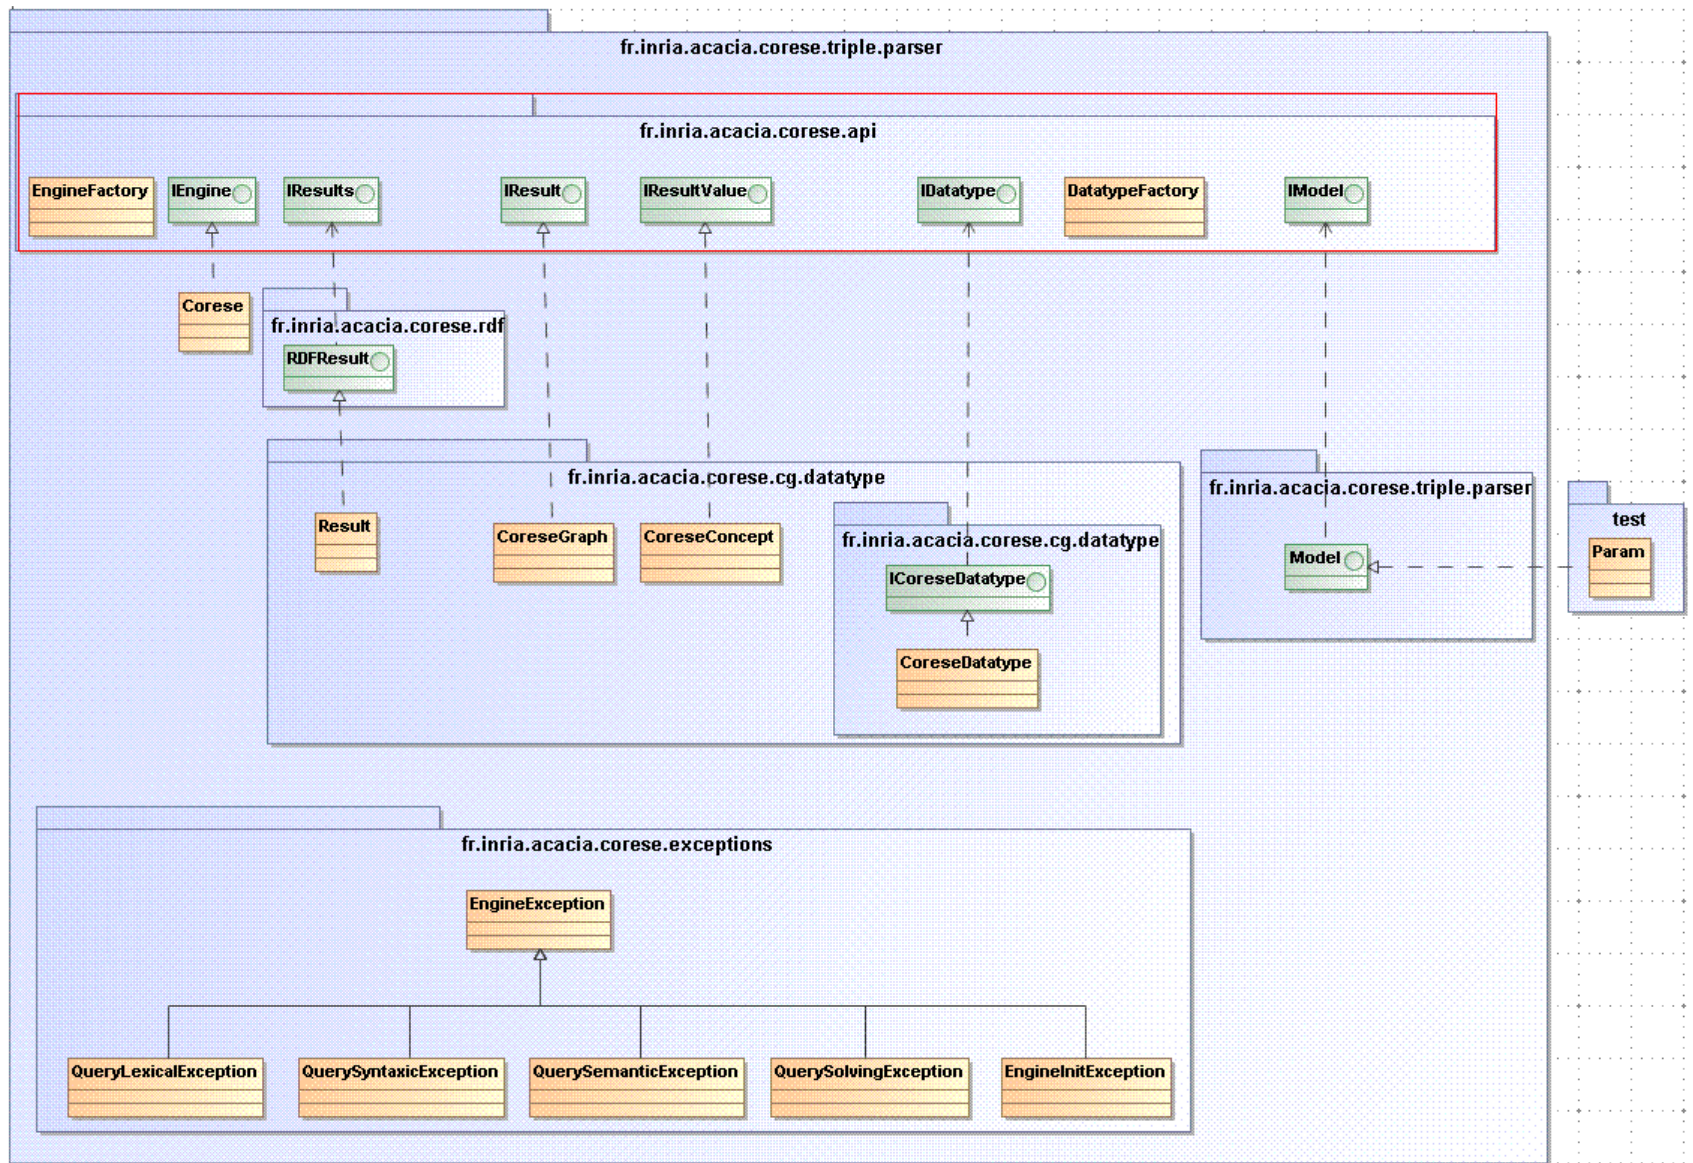 fr.inria.acacia.corese.triple.parser
fr.inria.acacia.corese.api
EngineFactory
IEngine
IResults
IResult
IResultValue
IDatatype
DatatypeFactory
IModel
Corese
fr.inria.acacia.corese.rdf
RDFResult
fr.inria.acacia.corese.cg.datatype
Result
CoreseGraph
CoreseConcept
fr.inria.acacia.corese.cg.datatype
ICoreseDatatype
CoreseDatatype
fr.inria.acacia.corese.triple.parser
Model
test
Param
fr.inria.acacia.corese.exceptions
EngineException
QueryLexicalException
QuerySyntaxicException
QuerySemanticException
QuerySolvingException
EngineInitException